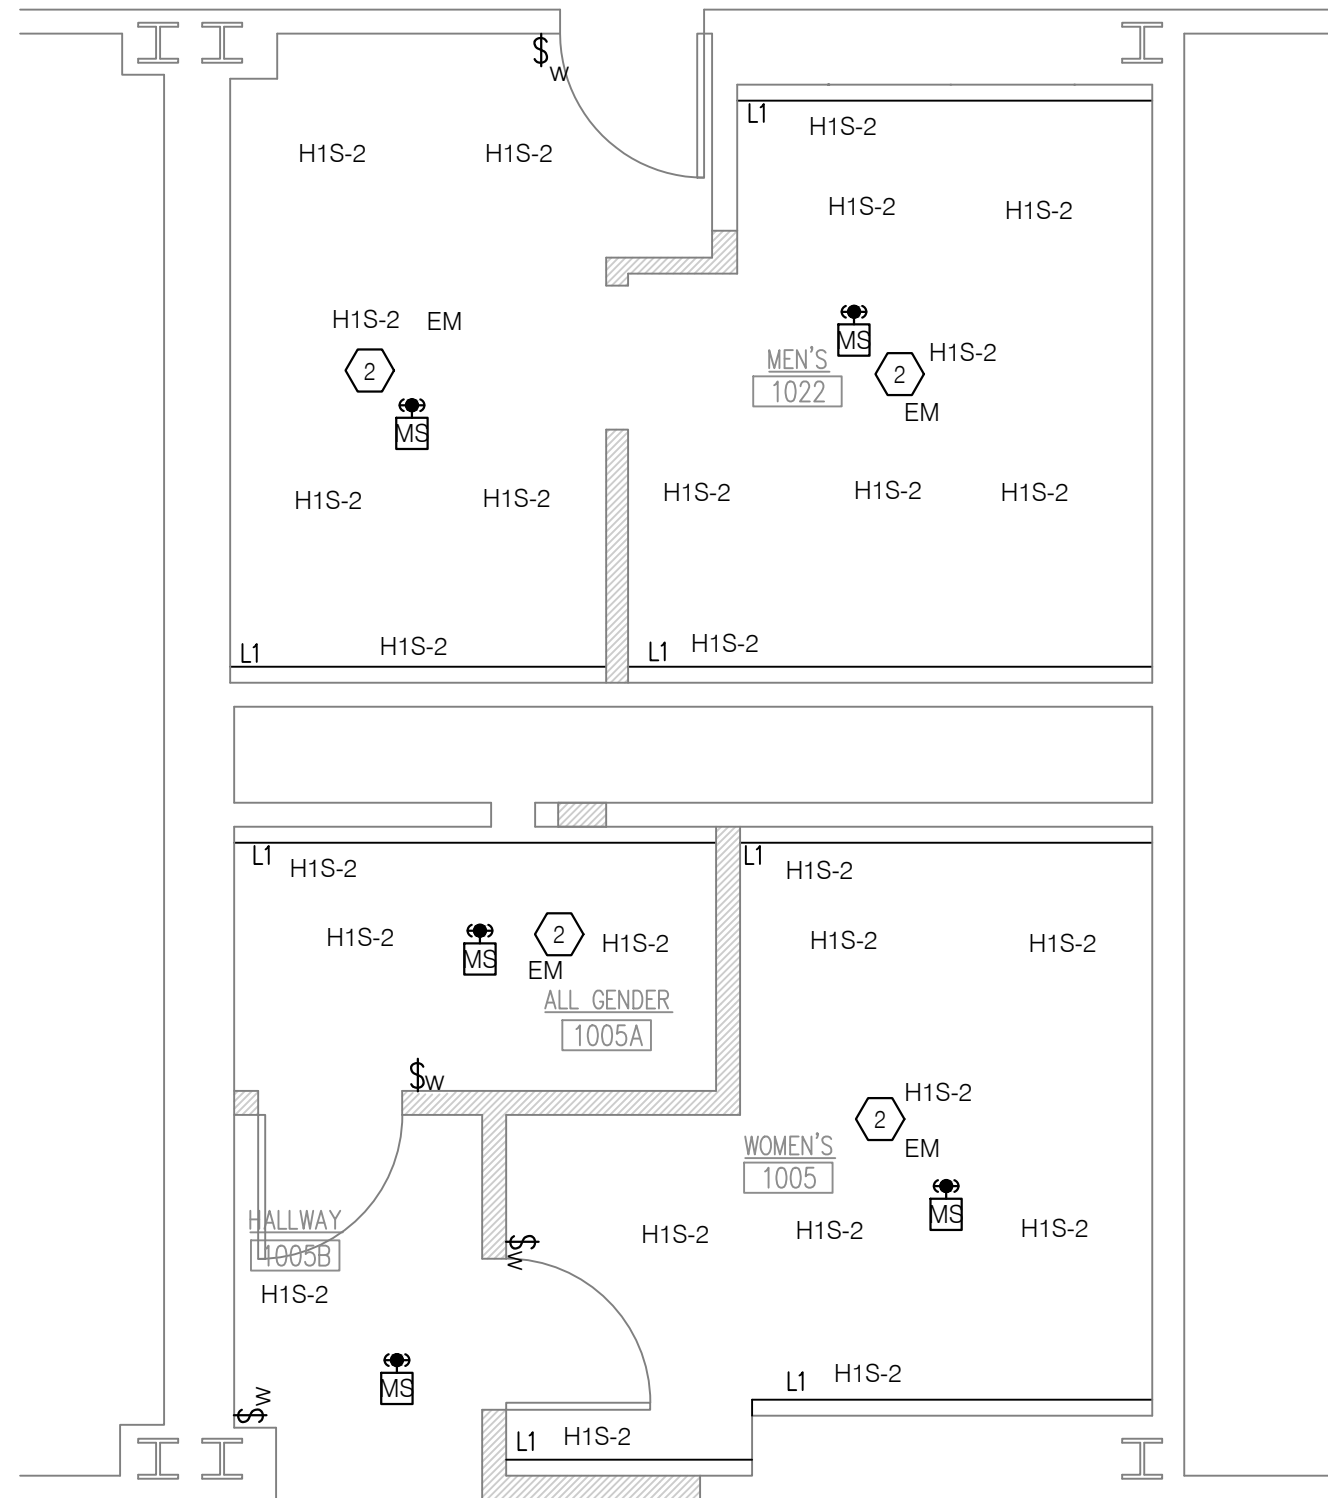 $
W
L1
H1S-2
H1S-2 H1S-2
H1S-2 H1S-2
H1S-2 EM
MS
H1S-2
MEN'S
2
2
1022
EM
MS
H1S-2 H1S-2
H1S-2 H1S-2 H1S-2
L1 H1S-2
L1 H1S-2
L1 H1S-2
L1 H1S-2
H1S-2 2 H1S-2
H1S-2 H1S-2
MS EM
ALL GENDER
1005A
$W
H1S-2
2
EM
WOMEN'S
1005
MS
HALLWAY
1005B
$W
H1S-2 H1S-2 H1S-2
H1S-2
MS
L1 H1S-2
$W
L1 H1S-2